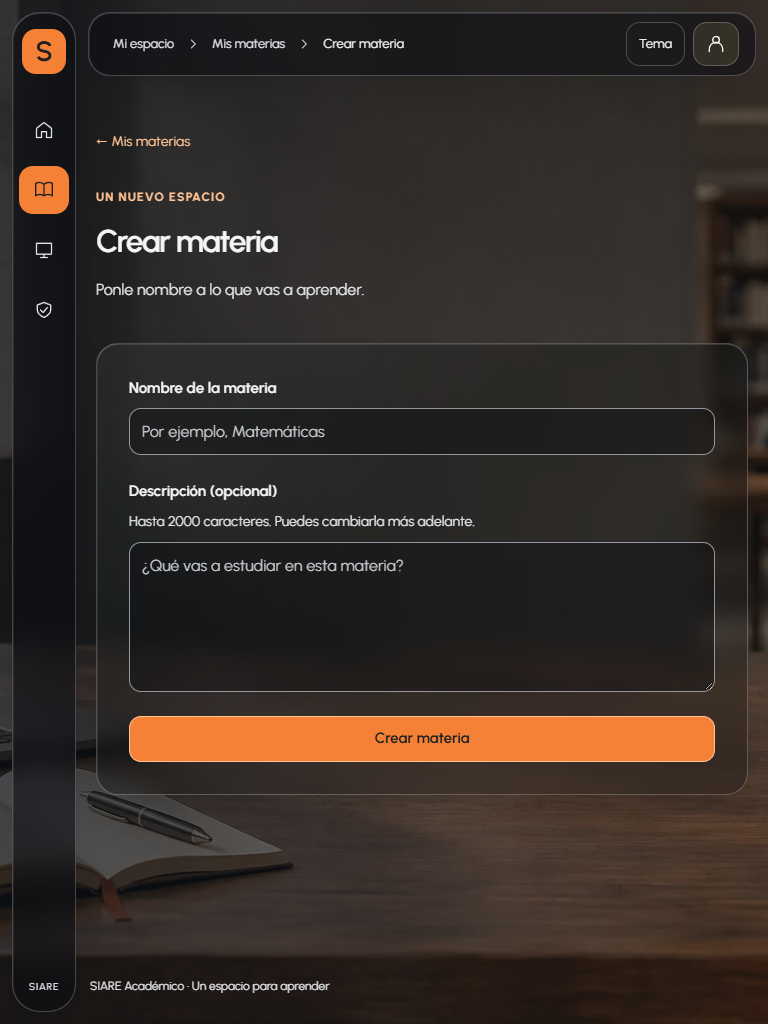 S
Mi espacio > Mis materias > Crear materia
Tema
← Mis materias
UN NUEVO ESPACIO
Crear materia
Ponle nombre a lo que vas a aprender.
Nombre de la materia
Por ejemplo, Matemáticas
Descripción (opcional)
Hasta 2000 caracteres. Puedes cambiarla más adelante.
¿Qué vas a estudiar en esta materia?
Crear materia
SIARE
SIARE Académico · Un espacio para aprender